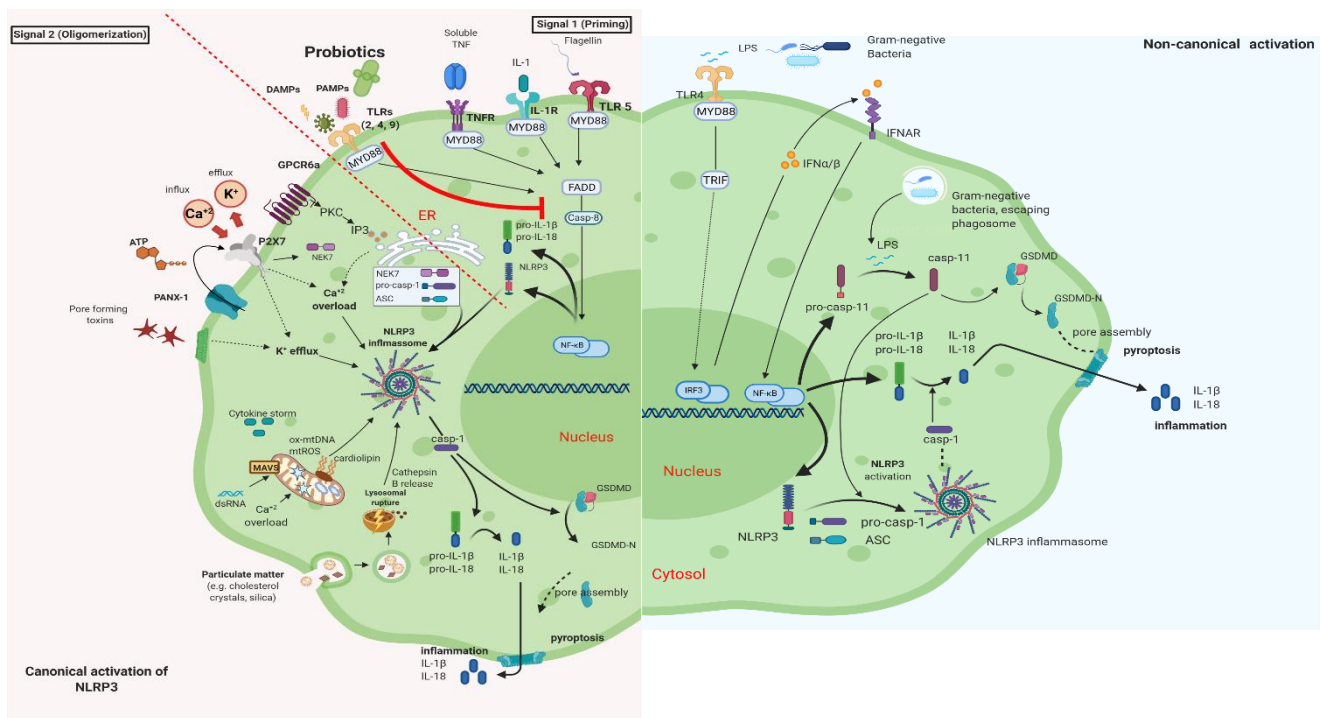 Signal 2 (Oligomerization)
Signal 1 (Priming)
Probiotics
Soluble
TNF
Flagellin
IL-1
DAMPs
PAMPs
TLRs
(2, 4, 9)
MYD88
TNFR
MYD88
IL-1R
MYD88
TLR 5
MYD88
GPCR6a
efflux
influx
K+
Ca+2
PKC
IP3
ER
FADD
Casp-8
pro-IL-1β
pro-IL-18
NLRP3
ATP
P2X7
NEK7
NEK7
pro-casp-1
ASC
PANX-1
Ca+2
overload
Pore forming
toxins
K+ efflux
NLRP3
inflmassome
NF-κB
Nucleus
Cytokine storm
ox-mtDNA
mtROS
cardiolipin
MAVS
dsRNA
Ca+2
overload
Cathepsin
B release
Lysosomal
rupture
casp-1
GSDMD
GSDMD-N
pro-IL-1β
pro-IL-18
IL-1β
IL-18
Particulate matter
(e.g. cholesterol
crystals, silica)
pore assembly
pyroptosis
inflammation
IL-1β
IL-18
Canonical activation of
NLRP3
Non-canonical activation
LPS
Gram-negative
Bacteria
TLR4
MYD88
IFNAR
TRIF
IFNα/β
Gram-negative
bacteria, escaping
phagosome
LPS
casp-11
pro-casp-11
GSDMD
GSDMD-N
pore assembly
pyroptosis
pro-IL-1β
pro-IL-18
IL-1β
IL-18
IRF3
NF-κB
IL-1β
IL-18
inflammation
casp-1
Nucleus
NLRP3
activation
NLRP3
pro-casp-1
ASC
NLRP3 inflammasome
Cytosol